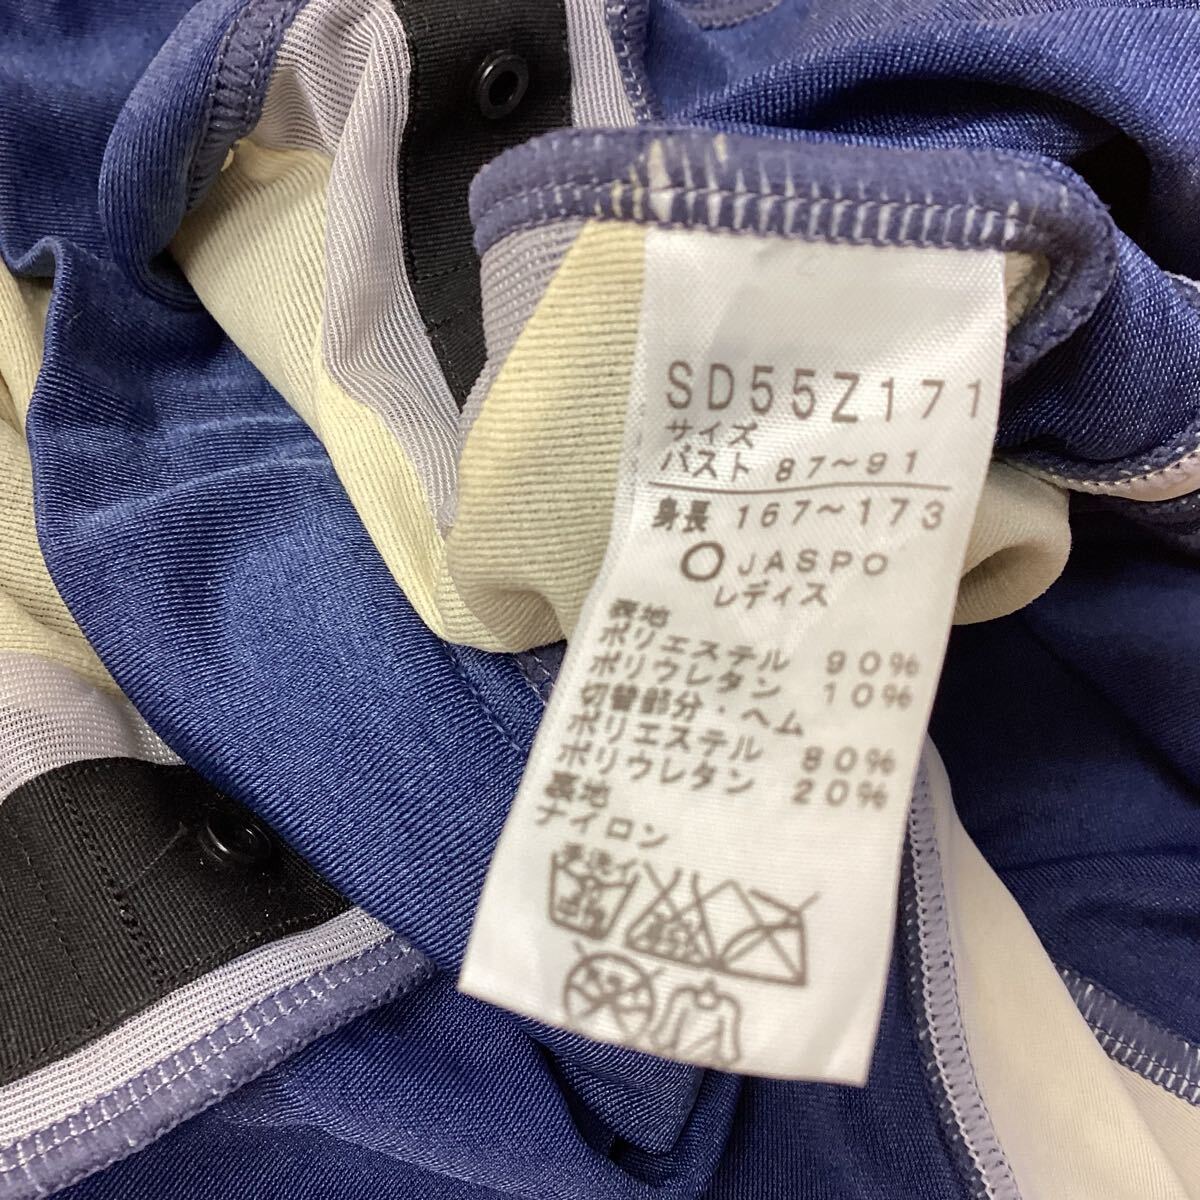 SD55Z171
サイズ
バスト 87～91
身長 167～173
O JASPO
レディス
表地
ポリエステル 90%
ポリウレタン 10%
切替部分・ヘム
ポリエステル 80%
ポリウレタン 20%
裏地
ナイロン
手洗イ